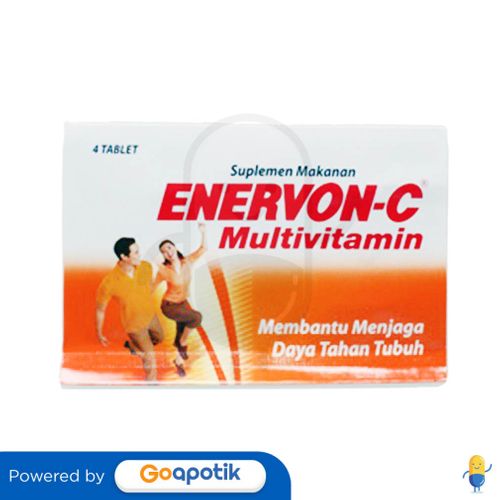 4 TABLET
Suplemen Makanan
ENERVON-C®
Multivitamin
Membantu Menjaga
Daya Tahan Tubuh
Powered by Goapotik